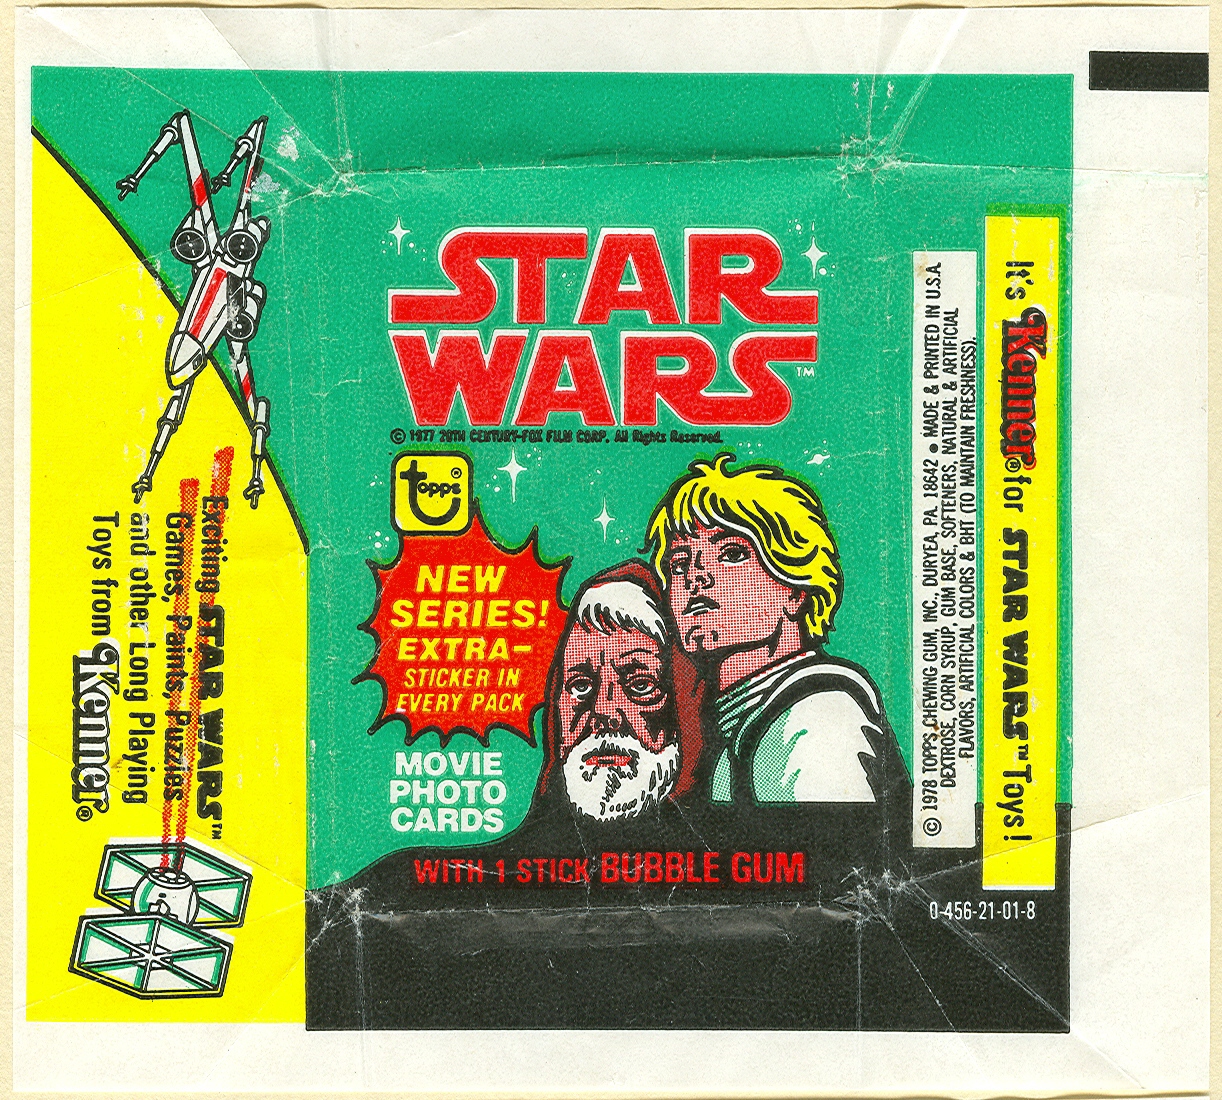 STAR
WARS™
© 1977 20TH CENTURY-FOX FILM CORP. All Rights Reserved.
topps®
NEW
SERIES!
EXTRA–
STICKER IN
EVERY PACK
MOVIE
PHOTO
CARDS
WITH 1 STICK BUBBLE GUM
Exciting STAR WARS™
Games, Paints, Puzzles
and other Long Playing
Toys from Kenner®
© 1978 TOPPS CHEWING GUM, INC., DURYEA, PA. 18642 • MADE & PRINTED IN U.S.A.
DEXTROSE, CORN SYRUP, GUM BASE, SOFTENERS, NATURAL & ARTIFICIAL
FLAVORS, ARTIFICIAL COLORS & BHT (TO MAINTAIN FRESHNESS).
It's Kenner® for STAR WARS™ Toys!
0-456-21-01-8